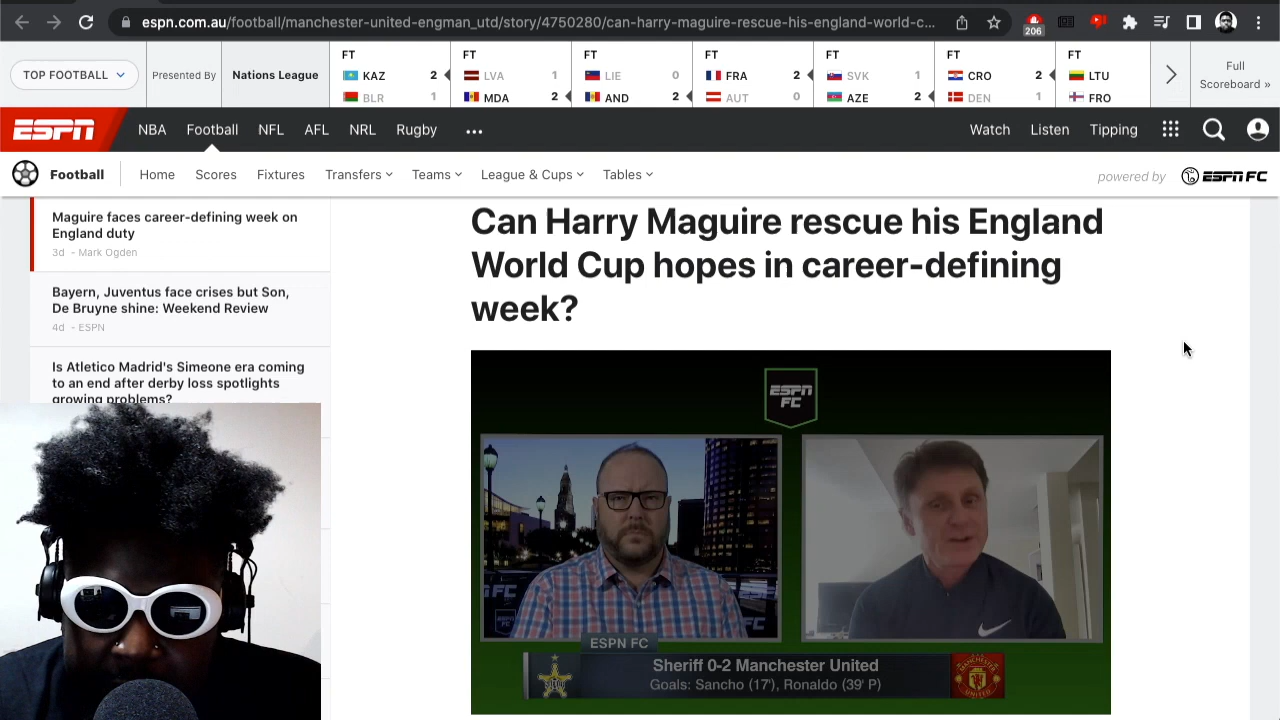 espn.com.au/football/manchester-united-engman_utd/story/4750280/can-harry-maguire-rescue-his-england-world-c...
206
TOP FOOTBALL
Presented By
Nations League
FT
KAZ 2
BLR 1
FT
LVA 1
MDA 2
FT
LIE 0
AND 2
FT
FRA 2
AUT 0
FT
SVK 1
AZE 2
FT
CRO 2
DEN 1
FT
LTU
FRO
Full
Scoreboard »
ESPN
NBA Football NFL AFL NRL Rugby ...
Watch Listen Tipping
Football
Home Scores Fixtures Transfers Teams League & Cups Tables
powered by ESPN FC
Maguire faces career-defining week on
England duty
3d - Mark Ogden
Bayern, Juventus face crises but Son,
De Bruyne shine: Weekend Review
4d - ESPN
Is Atletico Madrid's Simeone era coming
to an end after derby loss spotlights
growing problems?
Can Harry Maguire rescue his England
World Cup hopes in career-defining
week?
ESPN
FC
ESPN FC
Sheriff 0-2 Manchester United
Goals: Sancho (17'), Ronaldo (39' P)
MANCHESTER
UNITED